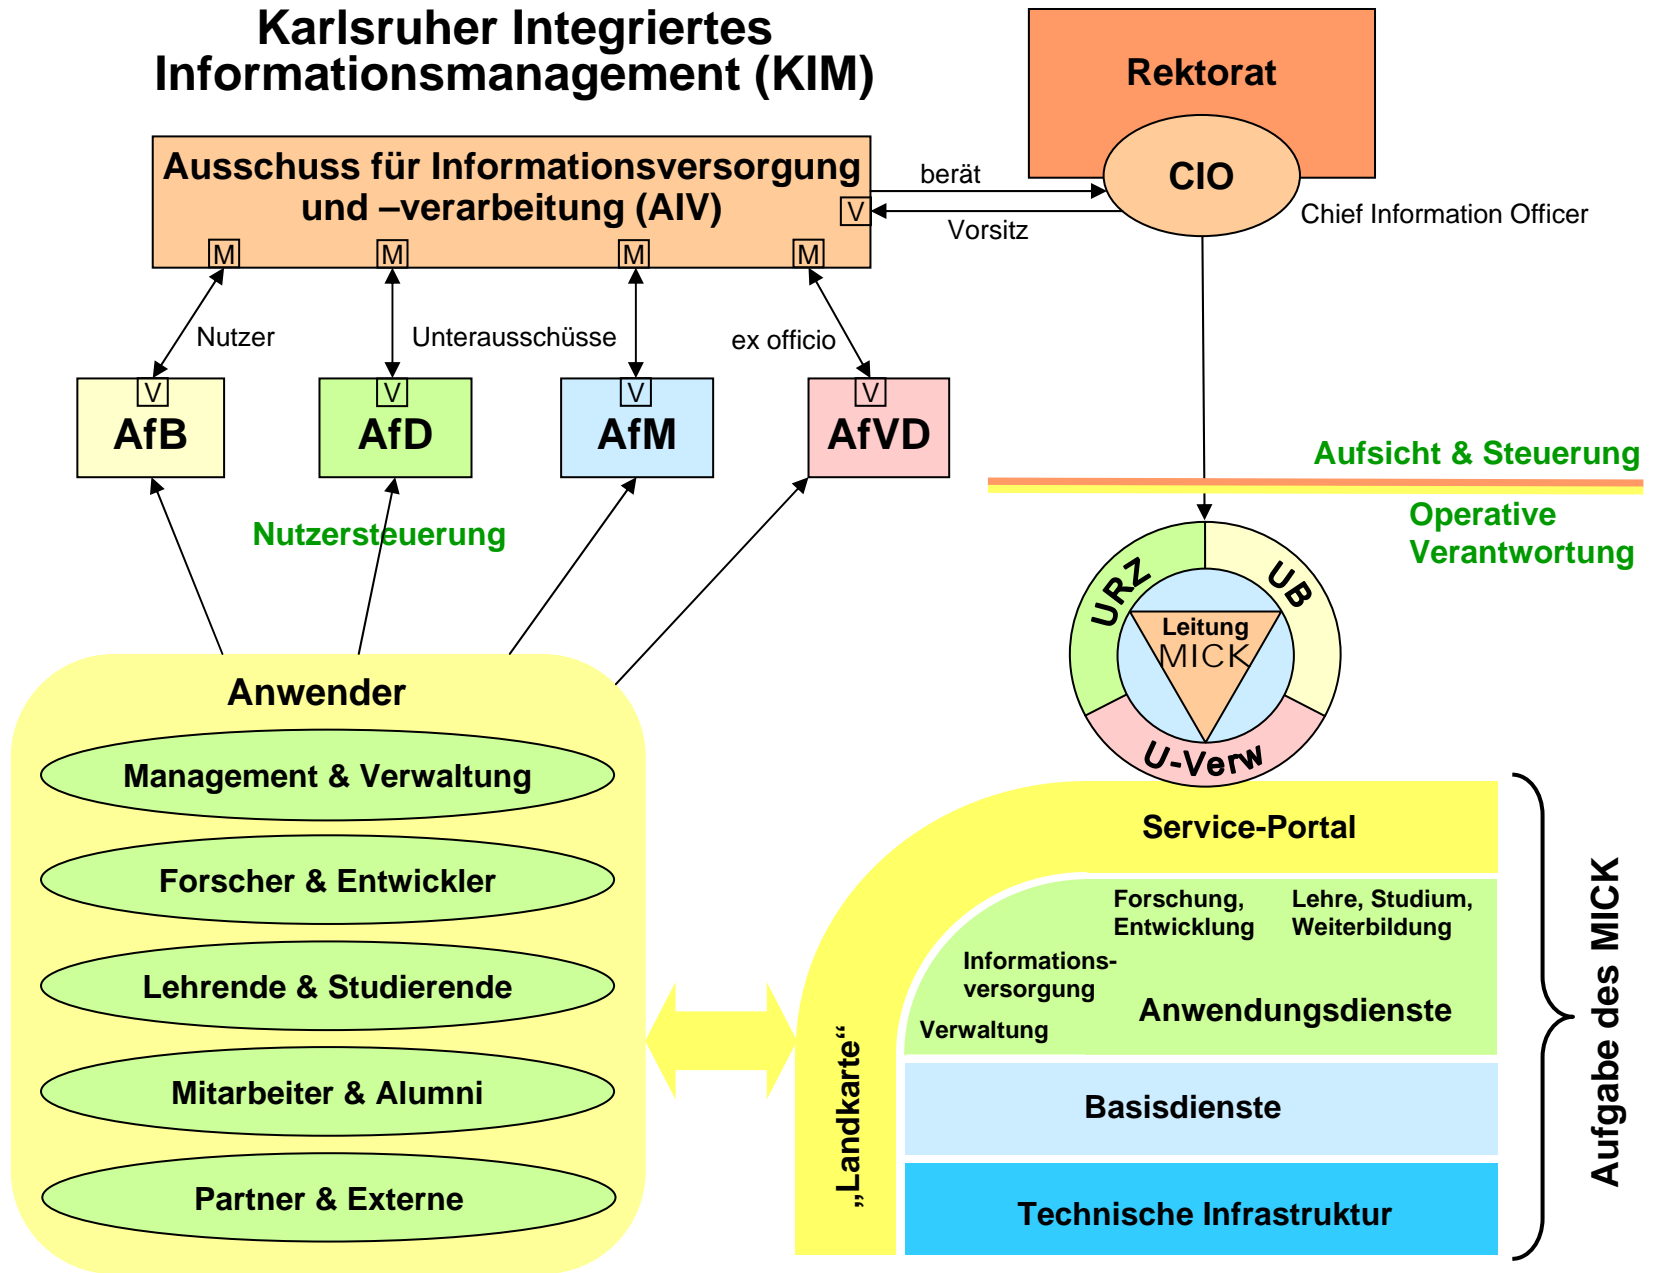 Karlsruher Integriertes
Informationsmanagement (KIM)
Rektorat
CIO
Chief Information Officer
Ausschuss für Informationsversorgung
und –verarbeitung (AIV)
V
M
M
M
M
berät
Vorsitz
Nutzer
Unterausschüsse
ex officio
V
AfB
V
AfD
V
AfM
V
AfVD
Nutzersteuerung
Aufsicht & Steuerung
Operative
Verantwortung
URZ
UB
U-Verw
Leitung
MICK
Anwender
Management & Verwaltung
Forscher & Entwickler
Lehrende & Studierende
Mitarbeiter & Alumni
Partner & Externe
Service-Portal
„Landkarte“
Forschung,
Entwicklung
Lehre, Studium,
Weiterbildung
Informations-
versorgung
Verwaltung
Anwendungsdienste
Basisdienste
Technische Infrastruktur
Aufgabe des MICK